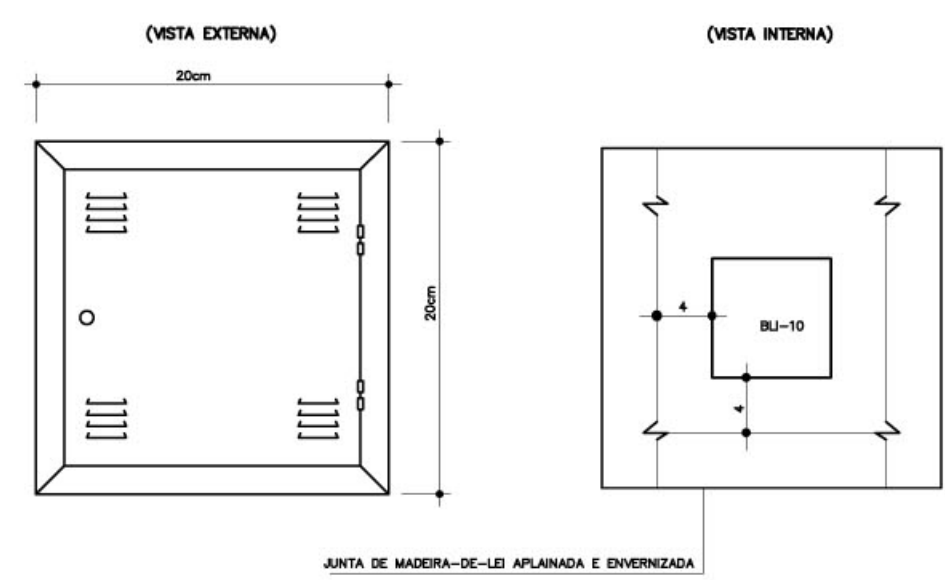 (VISTA EXTERNA)
(VISTA INTERNA)
20cm
20cm
4
BLI-10
4
JUNTA DE MADEIRA-DE-LEI APLAINADA E ENVERNIZADA